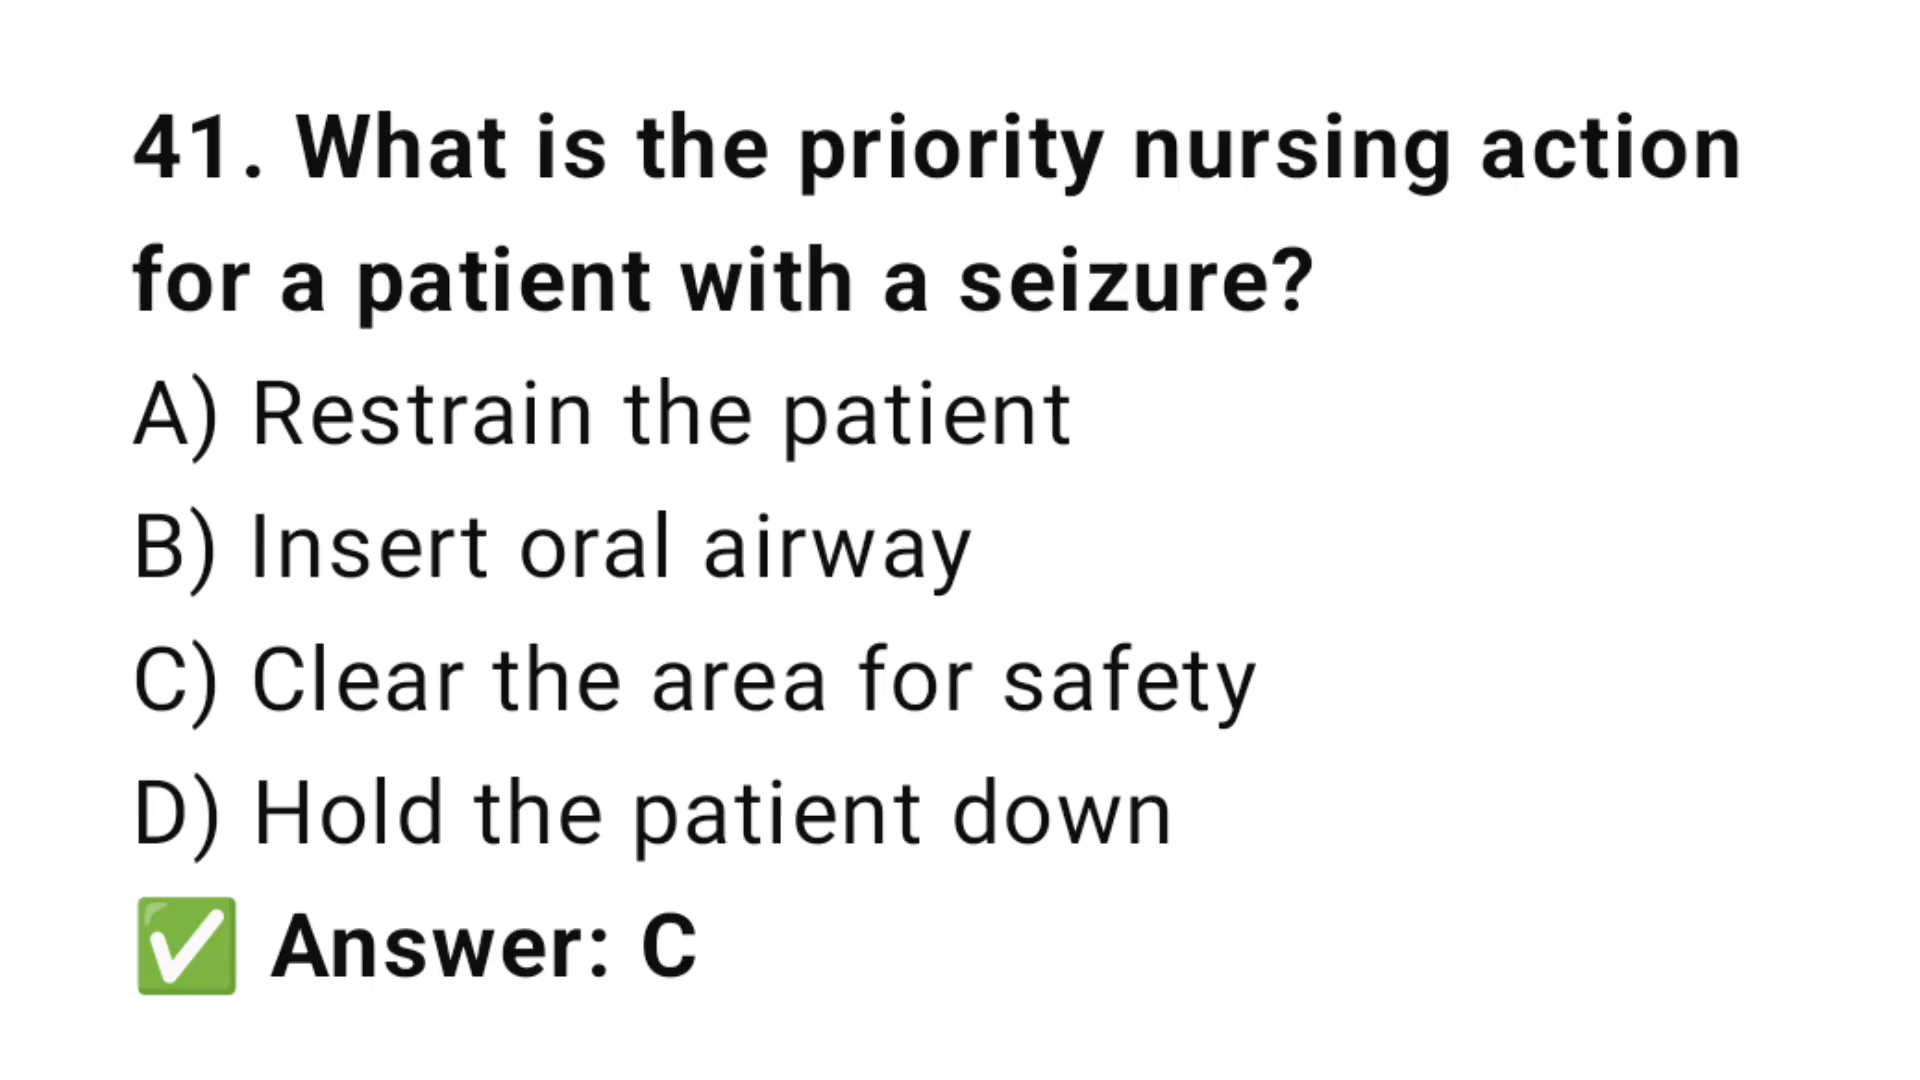 41. What is the priority nursing action
for a patient with a seizure?
A) Restrain the patient
B) Insert oral airway
C) Clear the area for safety
D) Hold the patient down
✅ Answer: C